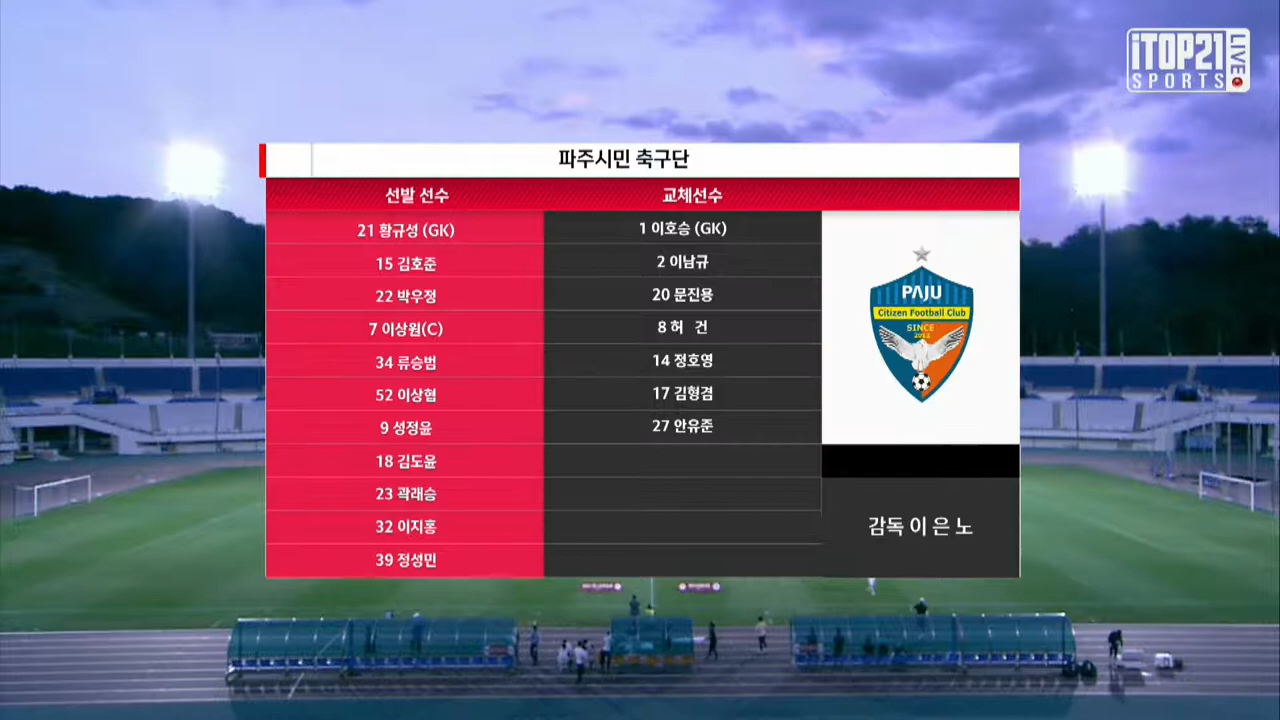 iTOP21
SPORTS
LIVE
파주시민 축구단
선발 선수
교체선수
21 황규성 (GK)
15 김호준
22 박우정
7 이상원(C)
34 류승범
52 이상협
9 성정윤
18 김도윤
23 곽래승
32 이지홍
39 정성민
1 이호승 (GK)
2 이남규
20 문진용
8 허 건
14 정호영
17 김형겸
27 안유준
PAJU
Citizen Football Club
SINCE
2012
감독 이 은 노